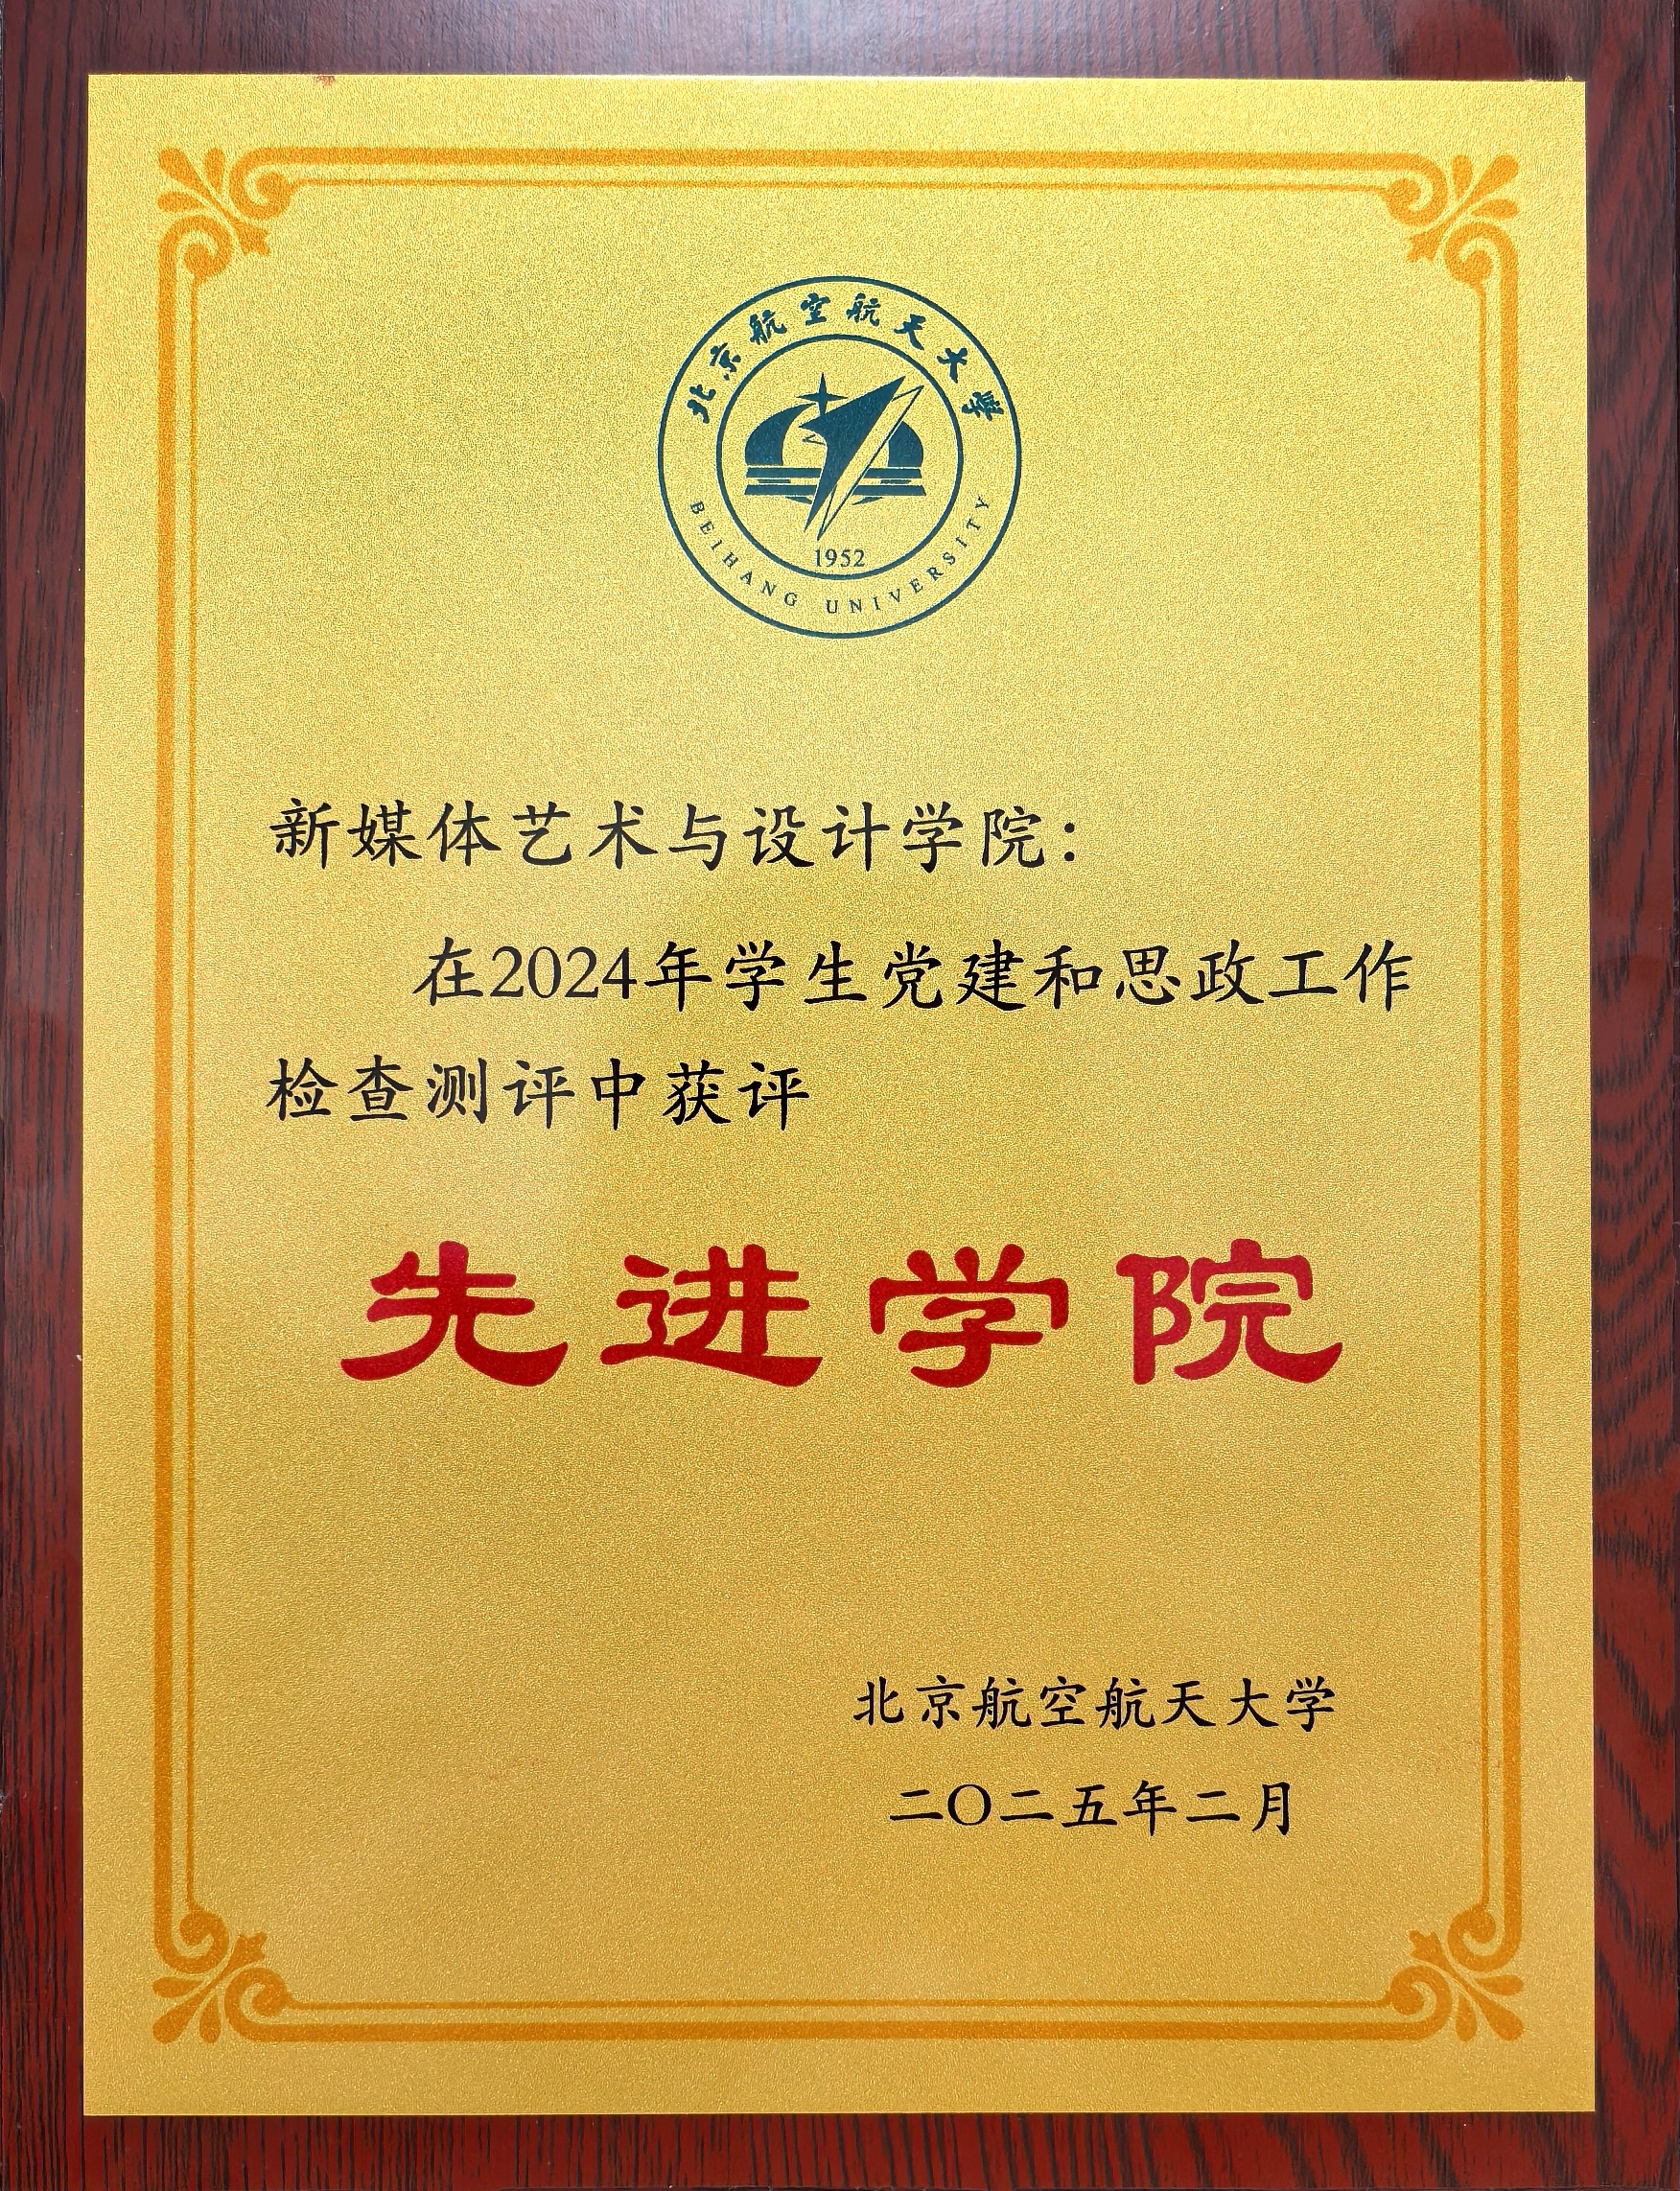 北京航空航天大学
1952
BEIHANG UNIVERSITY
新媒体艺术与设计学院：
在2024年学生党建和思政工作
检查测评中获评
先进学院
北京航空航天大学
二〇二五年二月